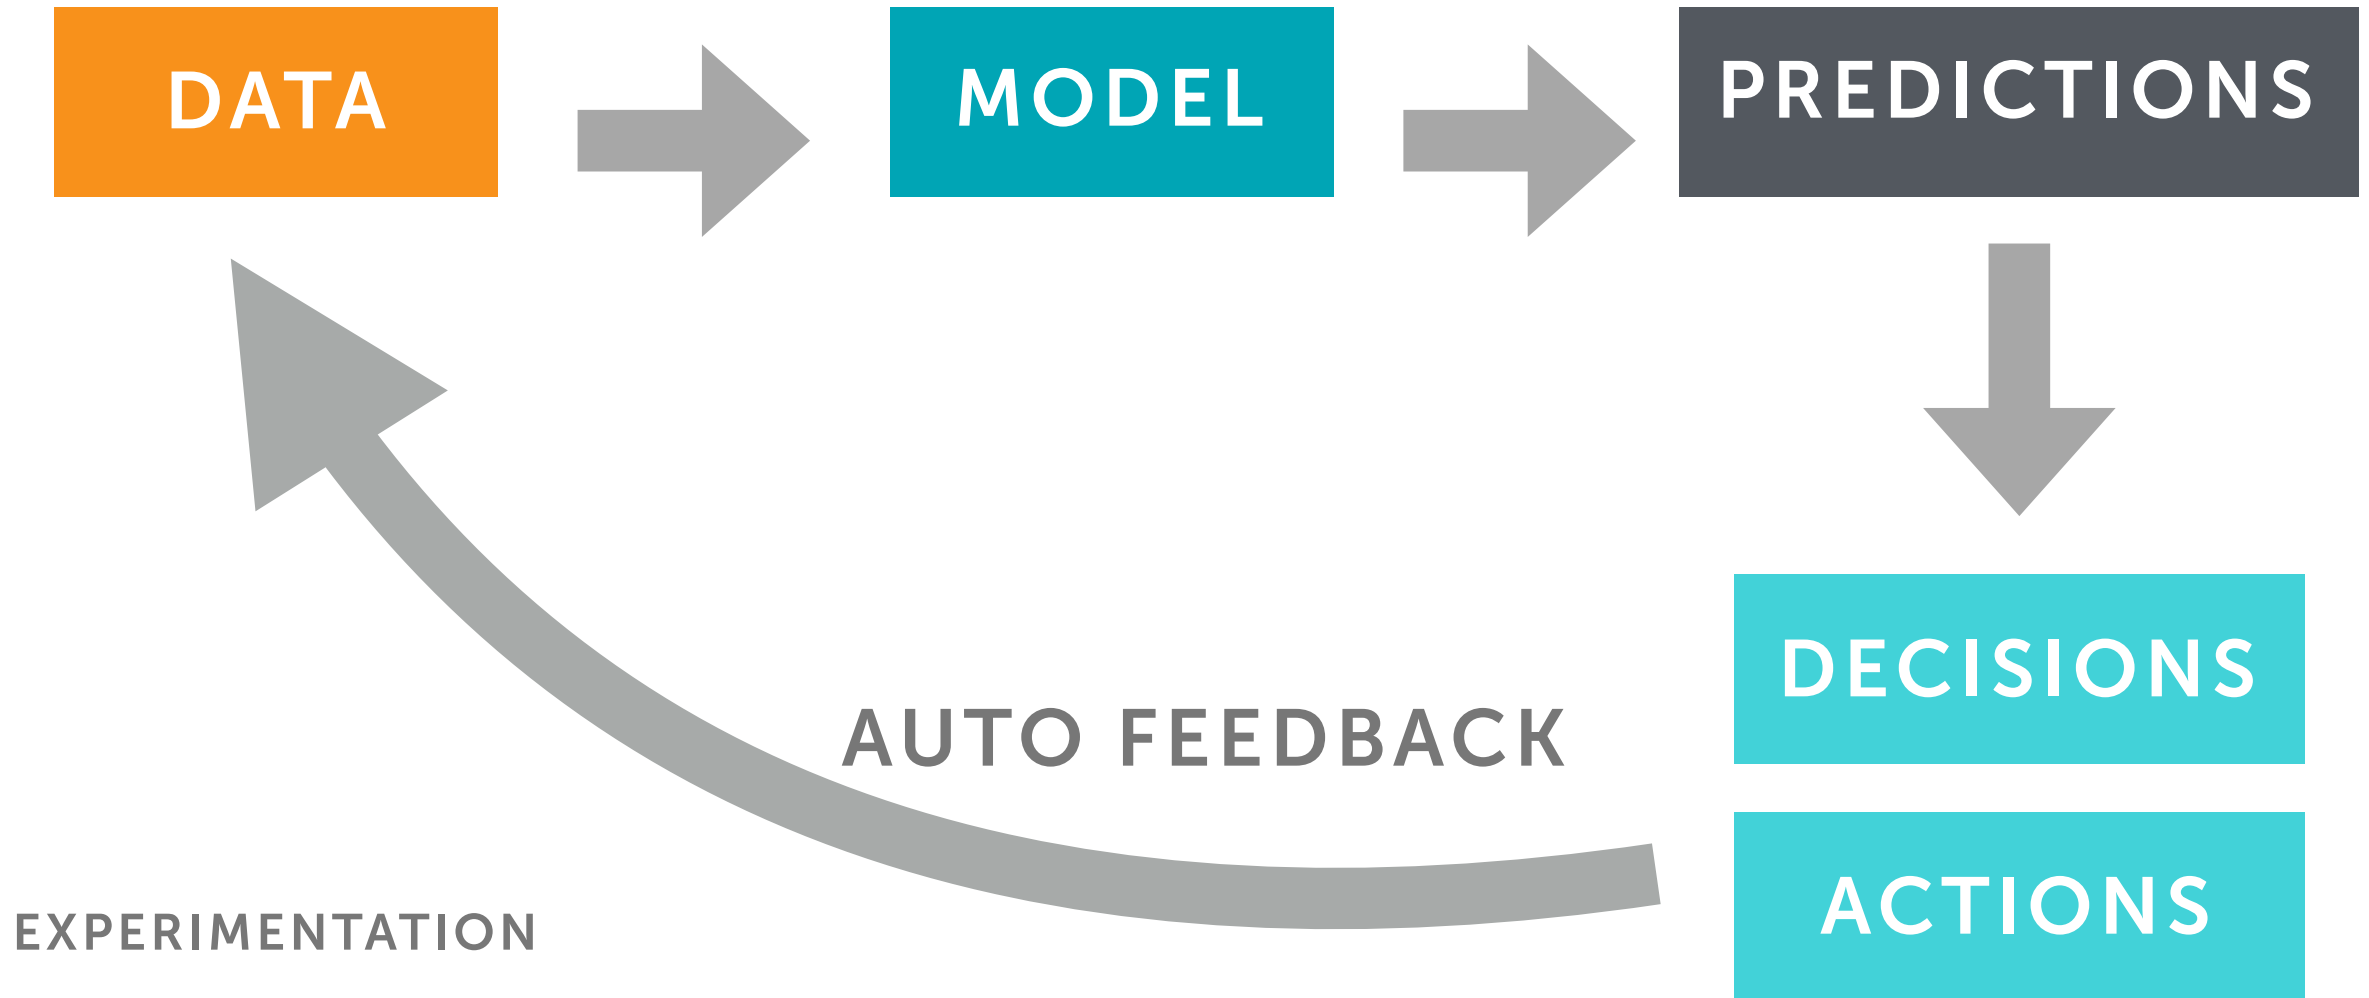 DATA
MODEL
PREDICTIONS
DECISIONS
AUTO FEEDBACK
ACTIONS
EXPERIMENTATION